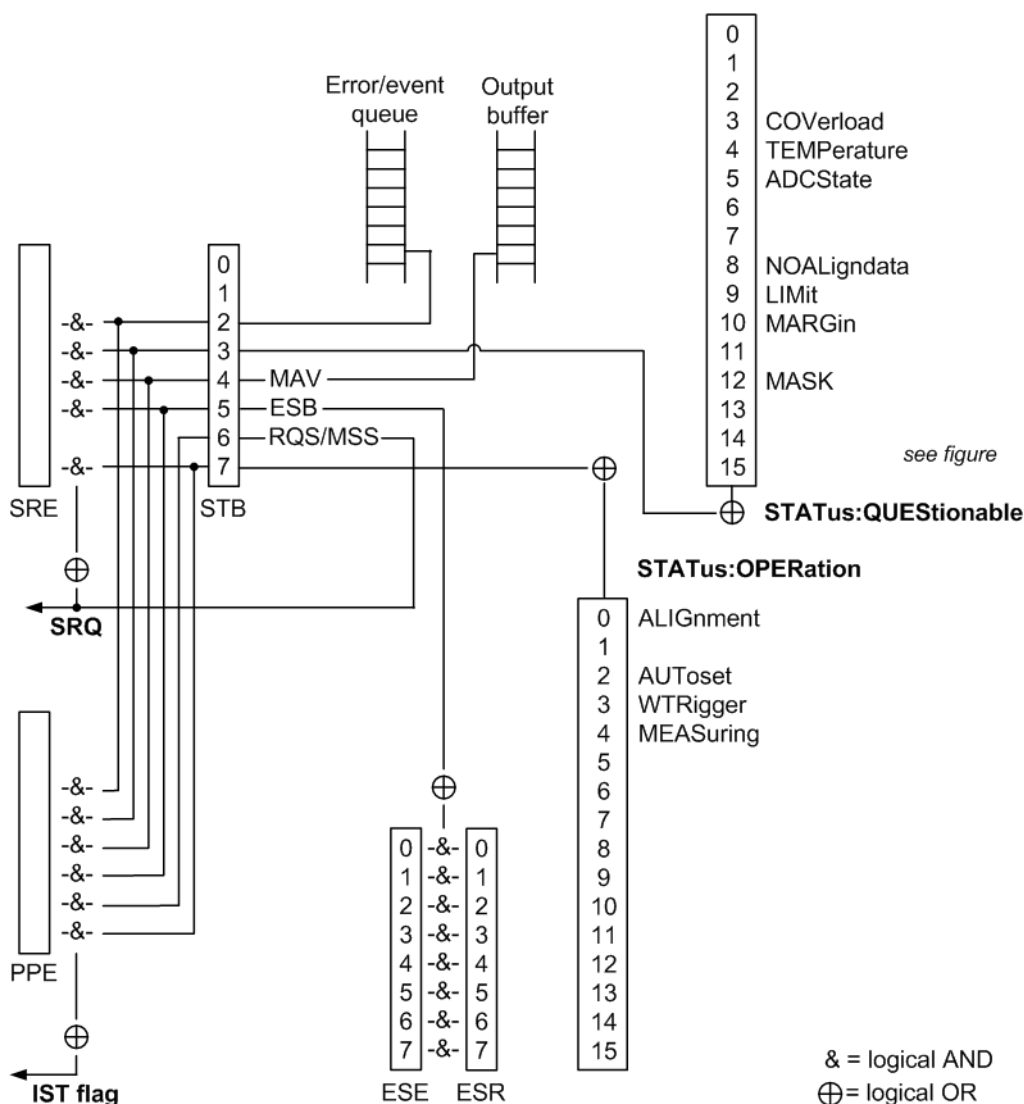 Error/event
queue
Output
buffer
0
1
2
3 COVerload
4 TEMPerature
5 ADCState
6
7
8 NOALigndata
9 LIMit
10 MARGin
11
12 MASK
13
14
15
see figure
STATus:QUEStionable
-&-
-&-
-&-
-&-
-&-
SRE
0
1
2
3
4 MAV
5 ESB
6 RQS/MSS
7
STB
SRQ
STATus:OPERation
0 ALIGnment
1
2 AUToset
3 WTRigger
4 MEASuring
5
6
7
8
9
10
11
12
13
14
15
-&-
-&-
-&-
-&-
-&-
-&-
PPE
IST flag
0 -&- 0
1 -&- 1
2 -&- 2
3 -&- 3
4 -&- 4
5 -&- 5
6 -&- 6
7 -&- 7
ESE ESR
& = logical AND
⊕ = logical OR